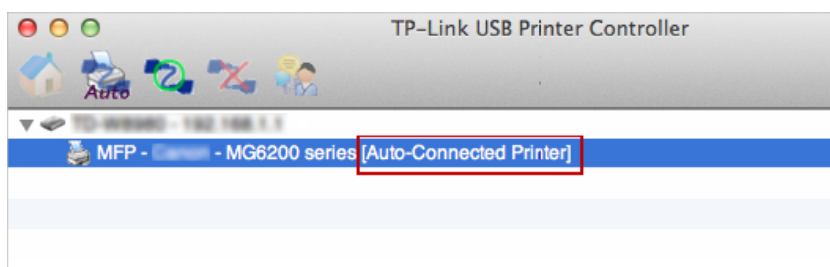 TP-Link USB Printer Controller
Auto
MFP - - MG6200 series [Auto-Connected Printer]